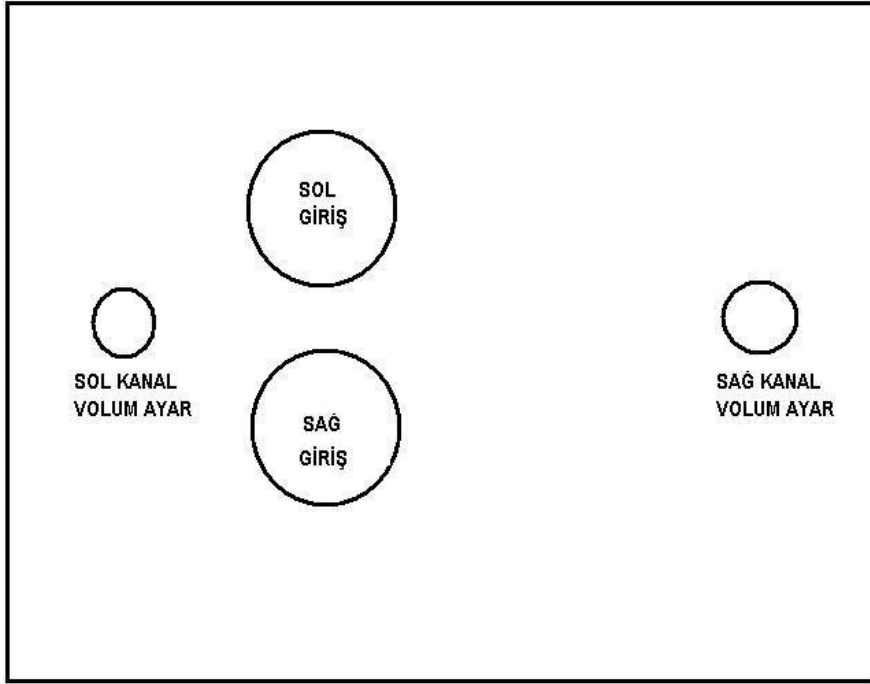 SOL
GİRİŞ
SOL KANAL
VOLUM AYAR
SAĞ
GİRİŞ
SAĞ KANAL
VOLUM AYAR